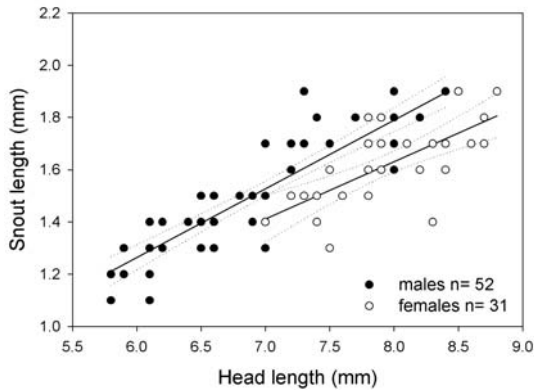 2.2
2.0
1.8
1.6
1.4
1.2
1.0
Snout length (mm)
males n= 52
females n= 31
5.5 6.0 6.5 7.0 7.5 8.0 8.5 9.0
Head length (mm)